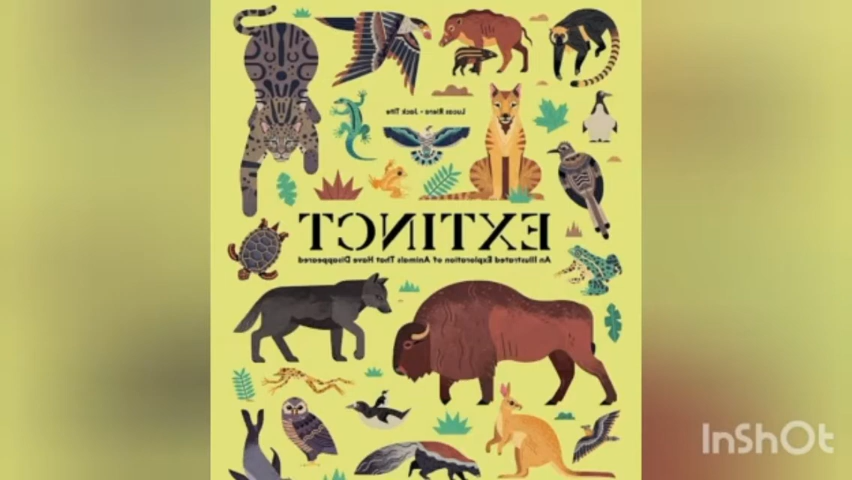 Lucas Riera • Jack Tite
EXTINCT
An Illustrated Exploration of Animals That Have Disappeared
InShOt